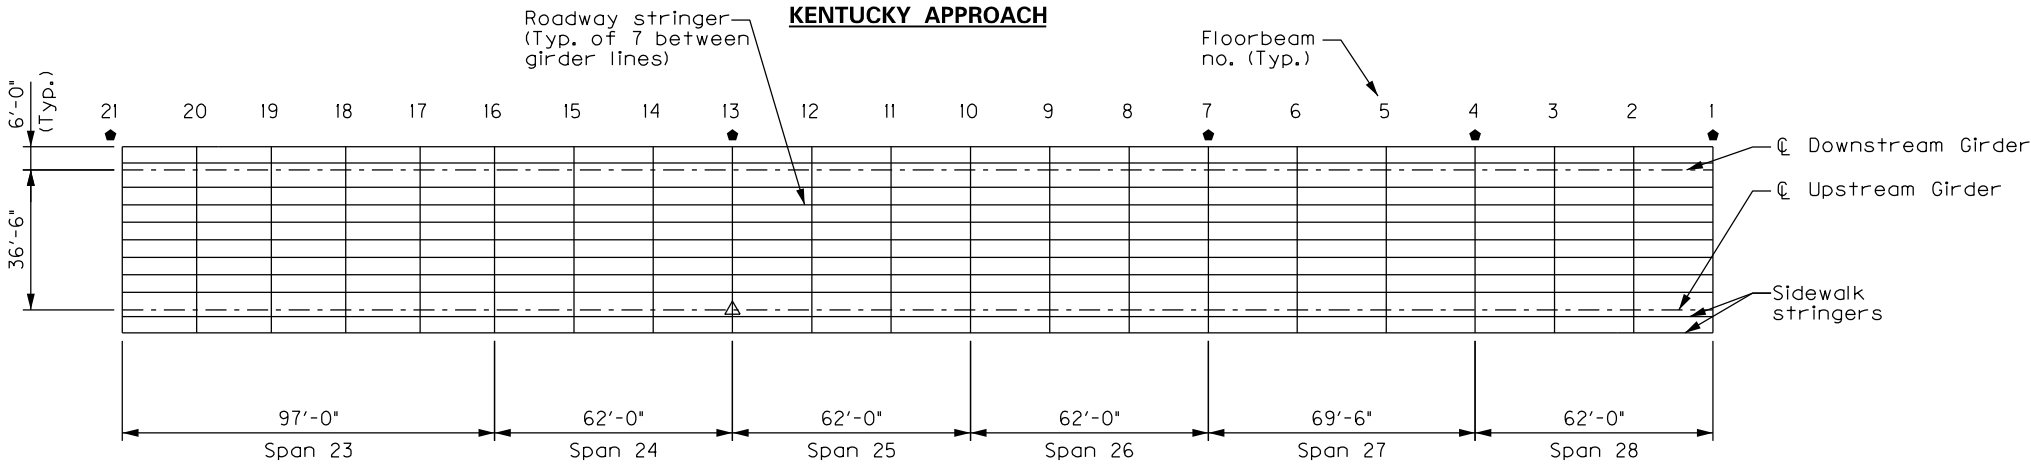 KENTUCKY APPROACH
Roadway stringer
(Typ. of 7 between
girder lines)
Floorbeam
no. (Typ.)
6'-0"
(Typ.)
21 20 19 18 17 16 15 14 13 12 11 10 9 8 7 6 5 4 3 2 1
℄ Downstream Girder
℄ Upstream Girder
36'-6"
Sidewalk
stringers
97'-0" 62'-0" 62'-0" 62'-0" 69'-6" 62'-0"
Span 23 Span 24 Span 25 Span 26 Span 27 Span 28